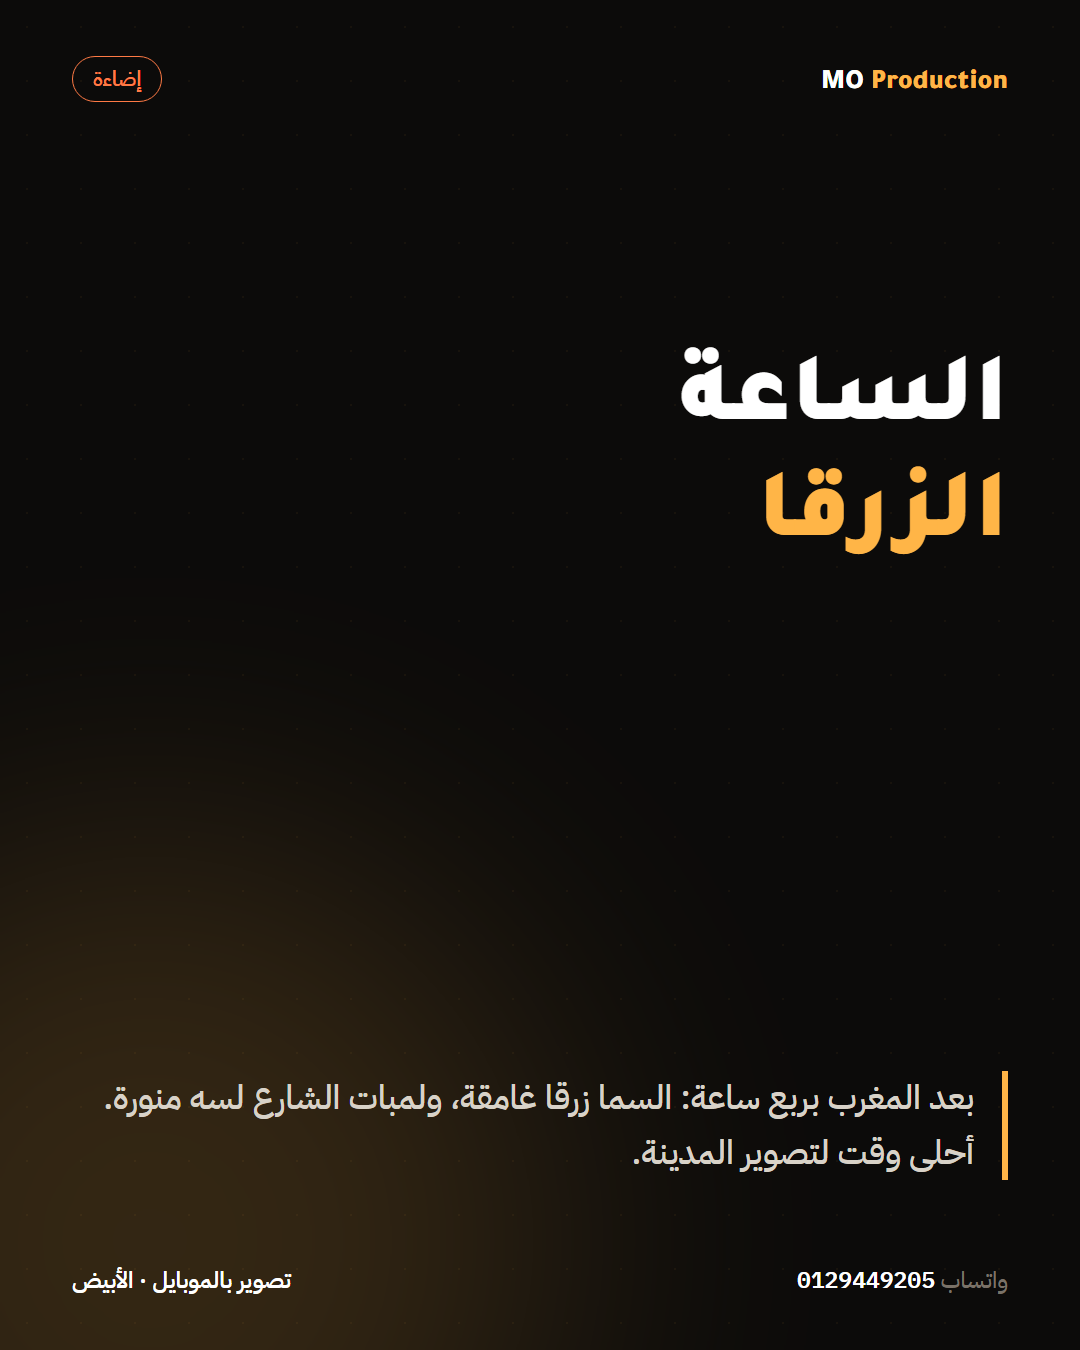 MO Production
إضاءة
الساعة
الزرقا
بعد المغرب بربع ساعة: السما زرقا غامقة، ولمبات الشارع لسه منورة.
أحلى وقت لتصوير المدينة.
واتساب 0129449205
تصوير بالموبايل · الأبيض